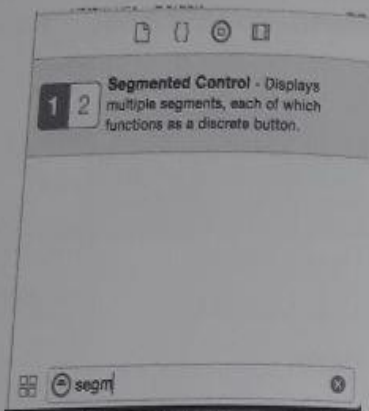 {}
1 2
Segmented Control - Displays
multiple segments, each of which
functions as a discrete button.
segm